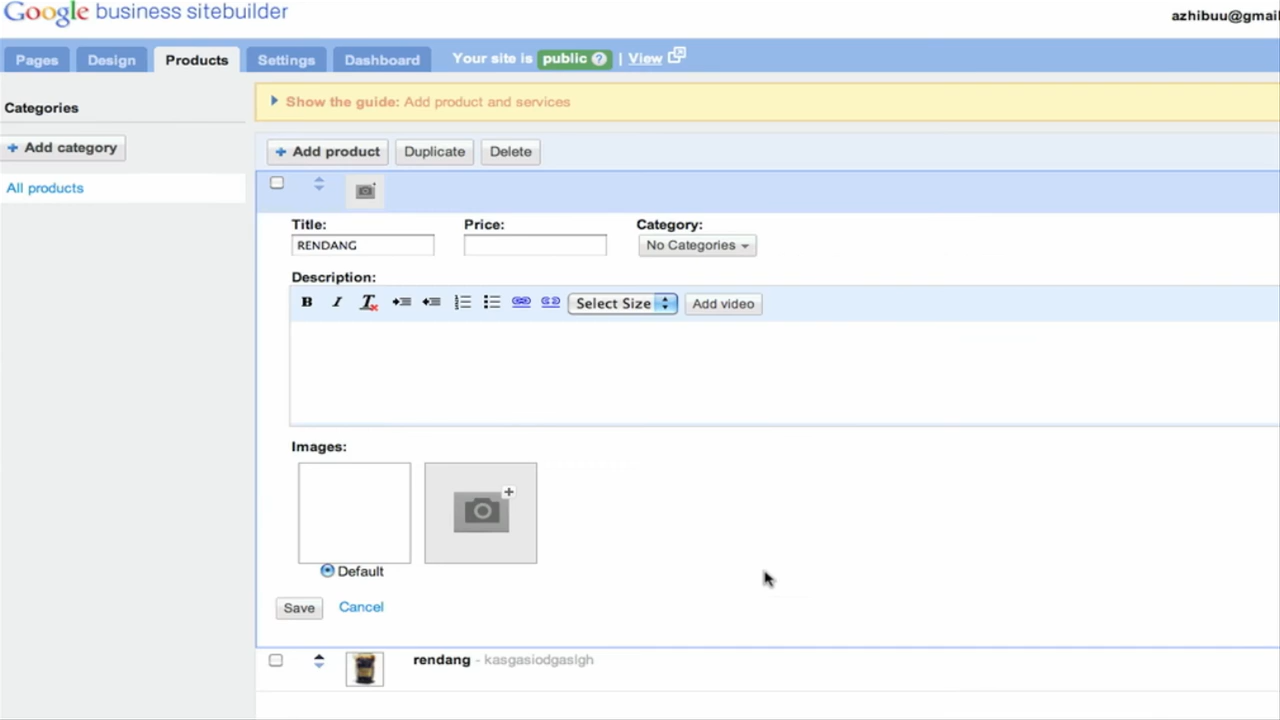 Google business sitebuilder
azhibuu@gmai
Pages Design Products Settings Dashboard Your site is public ? | View
Categories
Show the guide: Add product and services
+ Add category
+ Add product Duplicate Delete
All products
Title: Price: Category:
RENDANG No Categories
Description:
B I T Select Size Add video
Images:
Default
Save Cancel
rendang - kasgasiodgaslgh